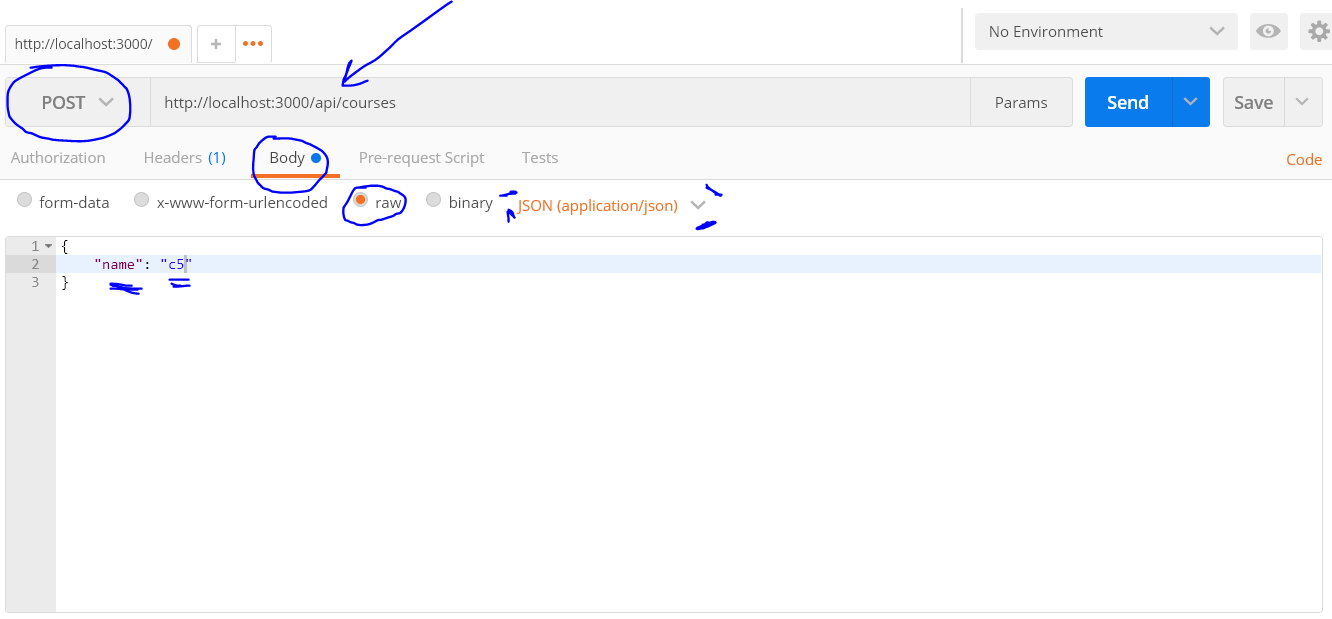 http://localhost:3000/ + ••• No Environment
POST http://localhost:3000/api/courses Params Send Save
Authorization Headers (1) Body Pre-request Script Tests Code
form-data x-www-form-urlencoded raw binary JSON (application/json)
1 {
2 "name": "c5"
3 }